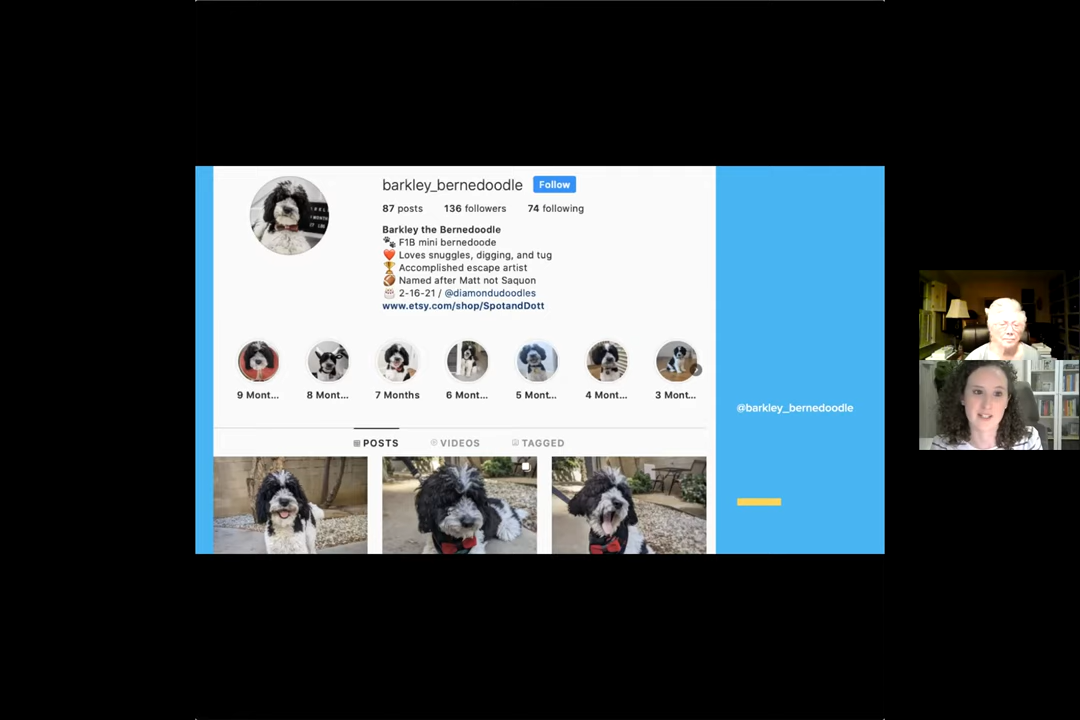 barkley_bernedoodle Follow
87 posts 136 followers 74 following
Barkley the Bernedoodle
🐾 F1B mini bernedoode
❤️ Loves snuggles, digging, and tug
🏆 Accomplished escape artist
🏈 Named after Matt not Saquon
🎂 2-16-21 / @diamondudoodles
www.etsy.com/shop/SpotandDott
9 Mont... 8 Mont... 7 Months 6 Mont... 5 Mont... 4 Mont... 3 Mont...
POSTS VIDEOS TAGGED
@barkley_bernedoodle